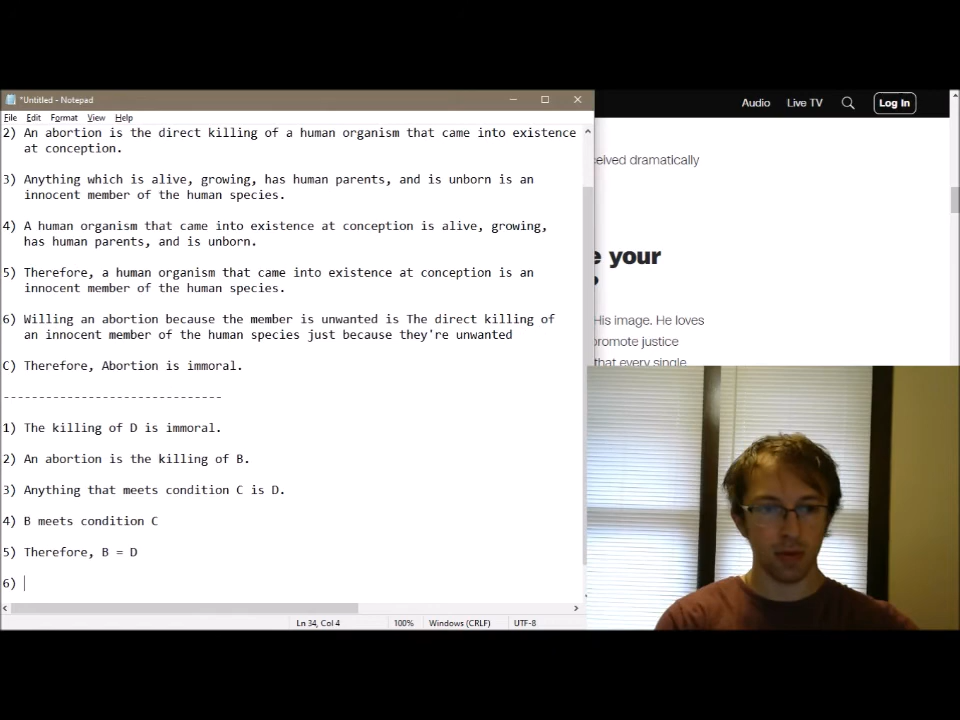 *Untitled - Notepad
File Edit Format View Help
2) An abortion is the direct killing of a human organism that came into existence
at conception.
3) Anything which is alive, growing, has human parents, and is unborn is an
innocent member of the human species.
4) A human organism that came into existence at conception is alive, growing,
has human parents, and is unborn.
5) Therefore, a human organism that came into existence at conception is an
innocent member of the human species.
6) Willing an abortion because the member is unwanted is The direct killing of
an innocent member of the human species just because they're unwanted
C) Therefore, Abortion is immoral.
------------------------------
1) The killing of D is immoral.
2) An abortion is the killing of B.
3) Anything that meets condition C is D.
4) B meets condition C
5) Therefore, B = D
6)
Ln 34, Col 4 100% Windows (CRLF) UTF-8
Audio Live TV Log In
ceived dramatically
e your
?
His image. He loves
promote justice
that every single